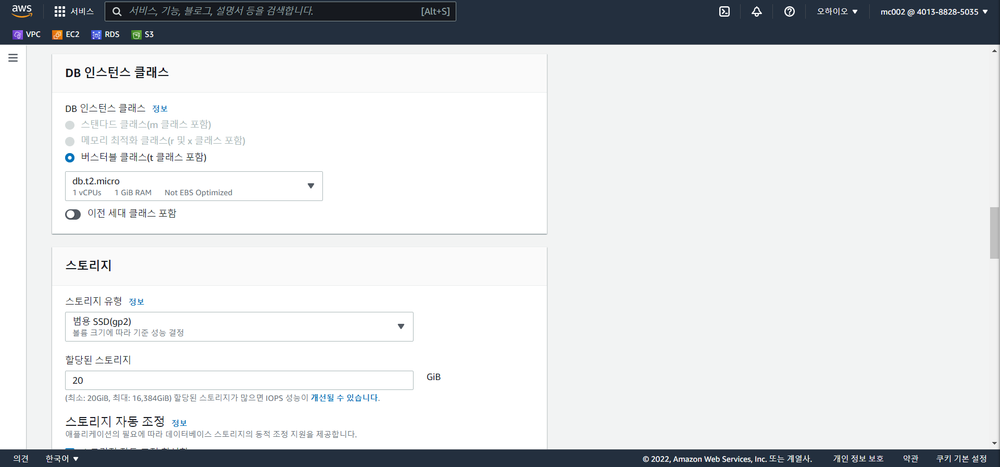 aws 서비스 서비스, 기능, 블로그, 설명서 등을 검색합니다. [Alt+S] 오하이오 ▼ mc002 @ 4013-8828-5035 ▼
VPC EC2 RDS S3
DB 인스턴스 클래스
DB 인스턴스 클래스 정보
스탠다드 클래스(m 클래스 포함)
메모리 최적화 클래스(r 및 x 클래스 포함)
버스터블 클래스(t 클래스 포함)
db.t2.micro
1 vCPUs 1 GiB RAM Not EBS Optimized
이전 세대 클래스 포함
스토리지
스토리지 유형 정보
범용 SSD(gp2)
볼륨 크기에 따라 기준 성능 결정
할당된 스토리지
20 GiB
(최소: 20GiB, 최대: 16,384GiB) 할당된 스토리지가 많으면 IOPS 성능이 개선될 수 있습니다.
스토리지 자동 조정 정보
애플리케이션의 필요에 따라 데이터베이스 스토리지의 동적 조정 지원을 제공합니다.
의견 한국어 ▼ © 2022, Amazon Web Services, Inc. 또는 계열사. 개인 정보 보호 약관 쿠키 기본 설정